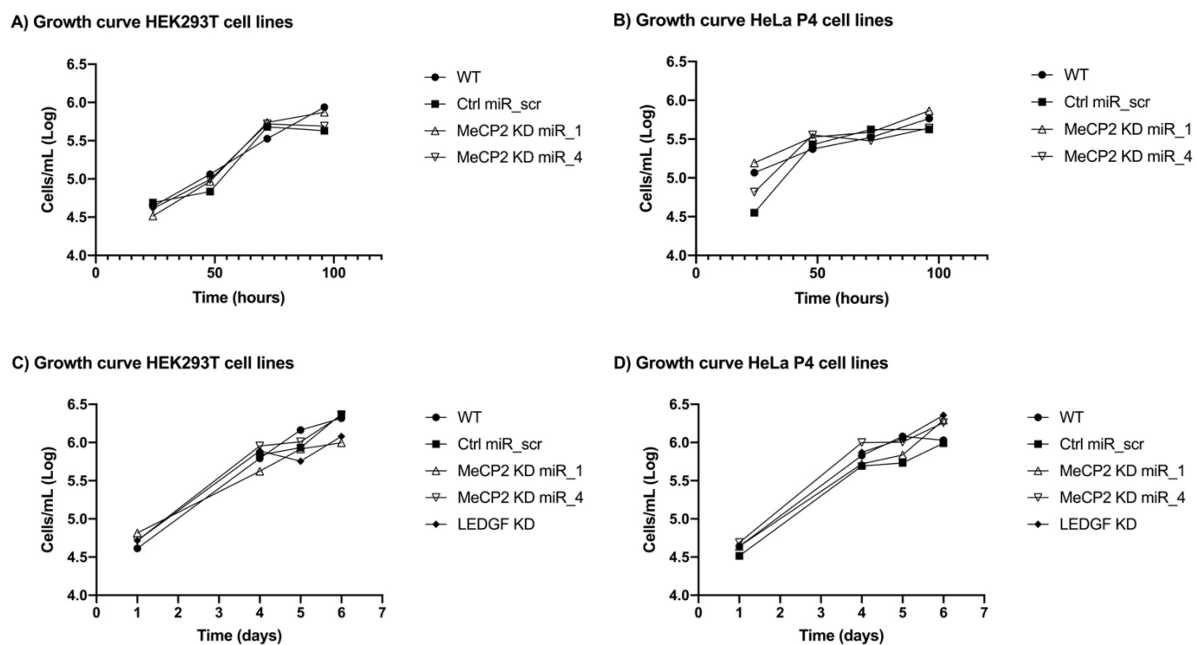 A) Growth curve HEK293T cell lines
6.5
6.0
5.5
5.0
4.5
4.0
Cells/mL (Log)
0
50
100
Time (hours)
WT
Ctrl miR_scr
MeCP2 KD miR_1
MeCP2 KD miR_4
B) Growth curve HeLa P4 cell lines
6.5
6.0
5.5
5.0
4.5
4.0
Cells/mL (Log)
0
50
100
Time (hours)
WT
Ctrl miR_scr
MeCP2 KD miR_1
MeCP2 KD miR_4
C) Growth curve HEK293T cell lines
6.5
6.0
5.5
5.0
4.5
4.0
Cells/mL (Log)
0 1 2 3 4 5 6 7
Time (days)
WT
Ctrl miR_scr
MeCP2 KD miR_1
MeCP2 KD miR_4
LEDGF KD
D) Growth curve HeLa P4 cell lines
6.5
6.0
5.5
5.0
4.5
4.0
Cells/mL (Log)
0 1 2 3 4 5 6 7
Time (days)
WT
Ctrl miR_scr
MeCP2 KD miR_1
MeCP2 KD miR_4
LEDGF KD